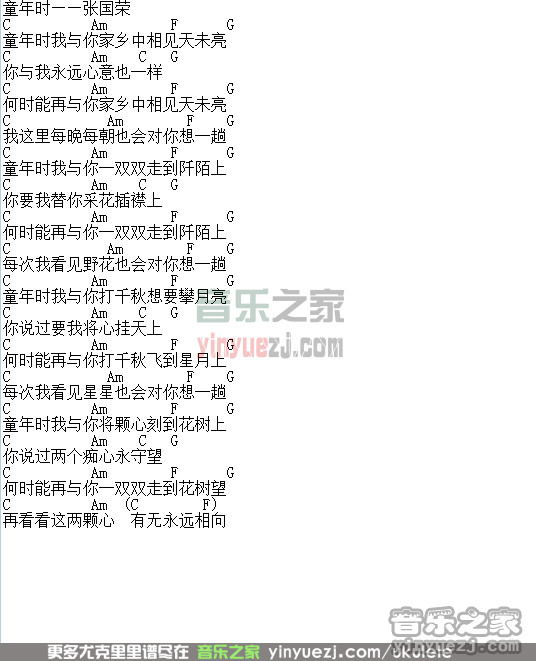 童年时一一张国荣
C Am F G
童年时我与你家乡中相见天未亮
C Am C G
你与我永远心意也一样
C Am F G
何时能再与你家乡中相见天未亮
C Am F G
我这里每晚每朝也会对你想一趟
C Am F G
童年时我与你一双双走到阡陌上
C Am C G
你要我替你采花插襟上
C Am F G
何时能再与你一双双走到阡陌上
C Am F G
每次我看见野花也会对你想一趟
C Am F G
童年时我与你打千秋想要攀月亮
C Am C G
你说过要我将心挂天上
C Am F G
何时能再与你打千秋飞到星月上
C Am F G
每次我看见星星也会对你想一趟
C Am F G
童年时我与你将颗心刻到花树上
C Am C G
你说过两个痴心永守望
C Am F G
何时能再与你一双双走到花树望
C Am (C F)
再看看这两颗心 有无永远相向
音乐之家
yinyuezj.com
音乐之家
YINYUEZJ.COM
更多尤克里里谱尽在 音乐之家 yinyuezj.com/ukulele